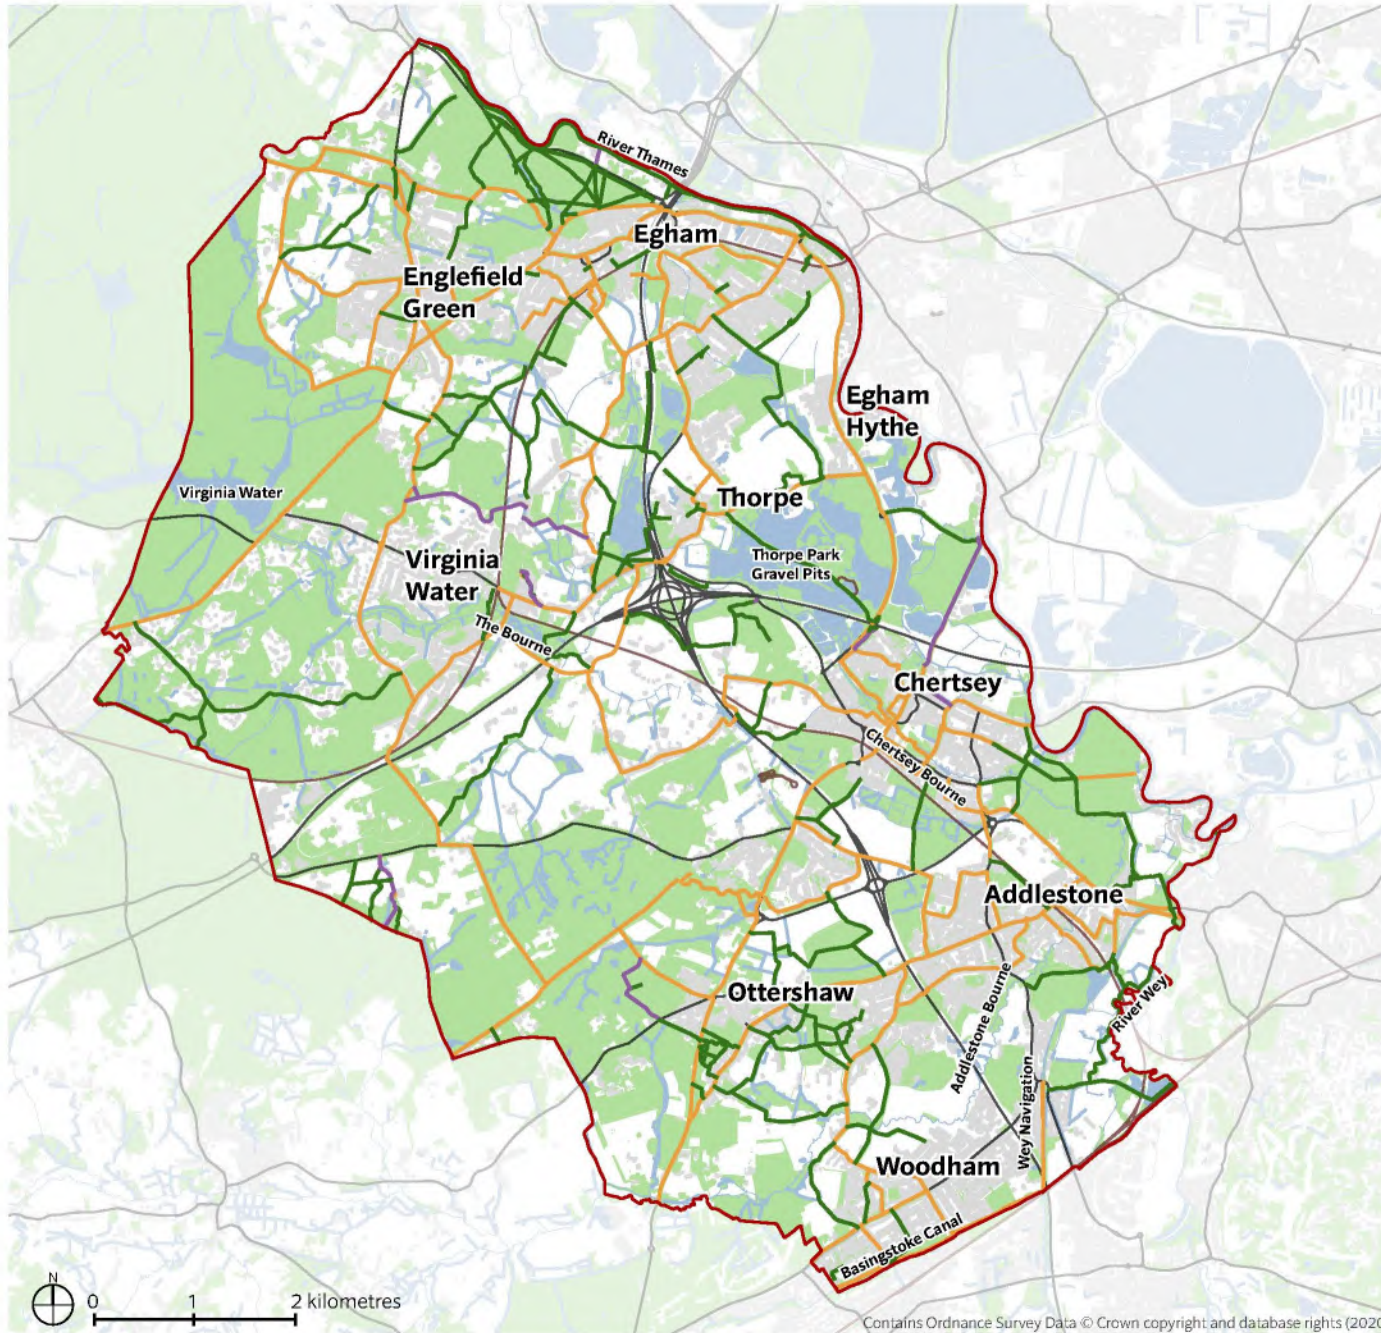 River Thames
Egham
Englefield
Green
Egham
Hythe
Virginia Water
Thorpe
Virginia
Water
Thorpe Park
Gravel Pits
The Bourne
Chertsey
Chertsey Bourne
Addlestone
Ottershaw
Addlestone Bourne
River Wey
Wey Navigation
Woodham
Basingstoke Canal
N
0 1 2 kilometres
Contains Ordnance Survey Data © Crown copyright and database rights (2020